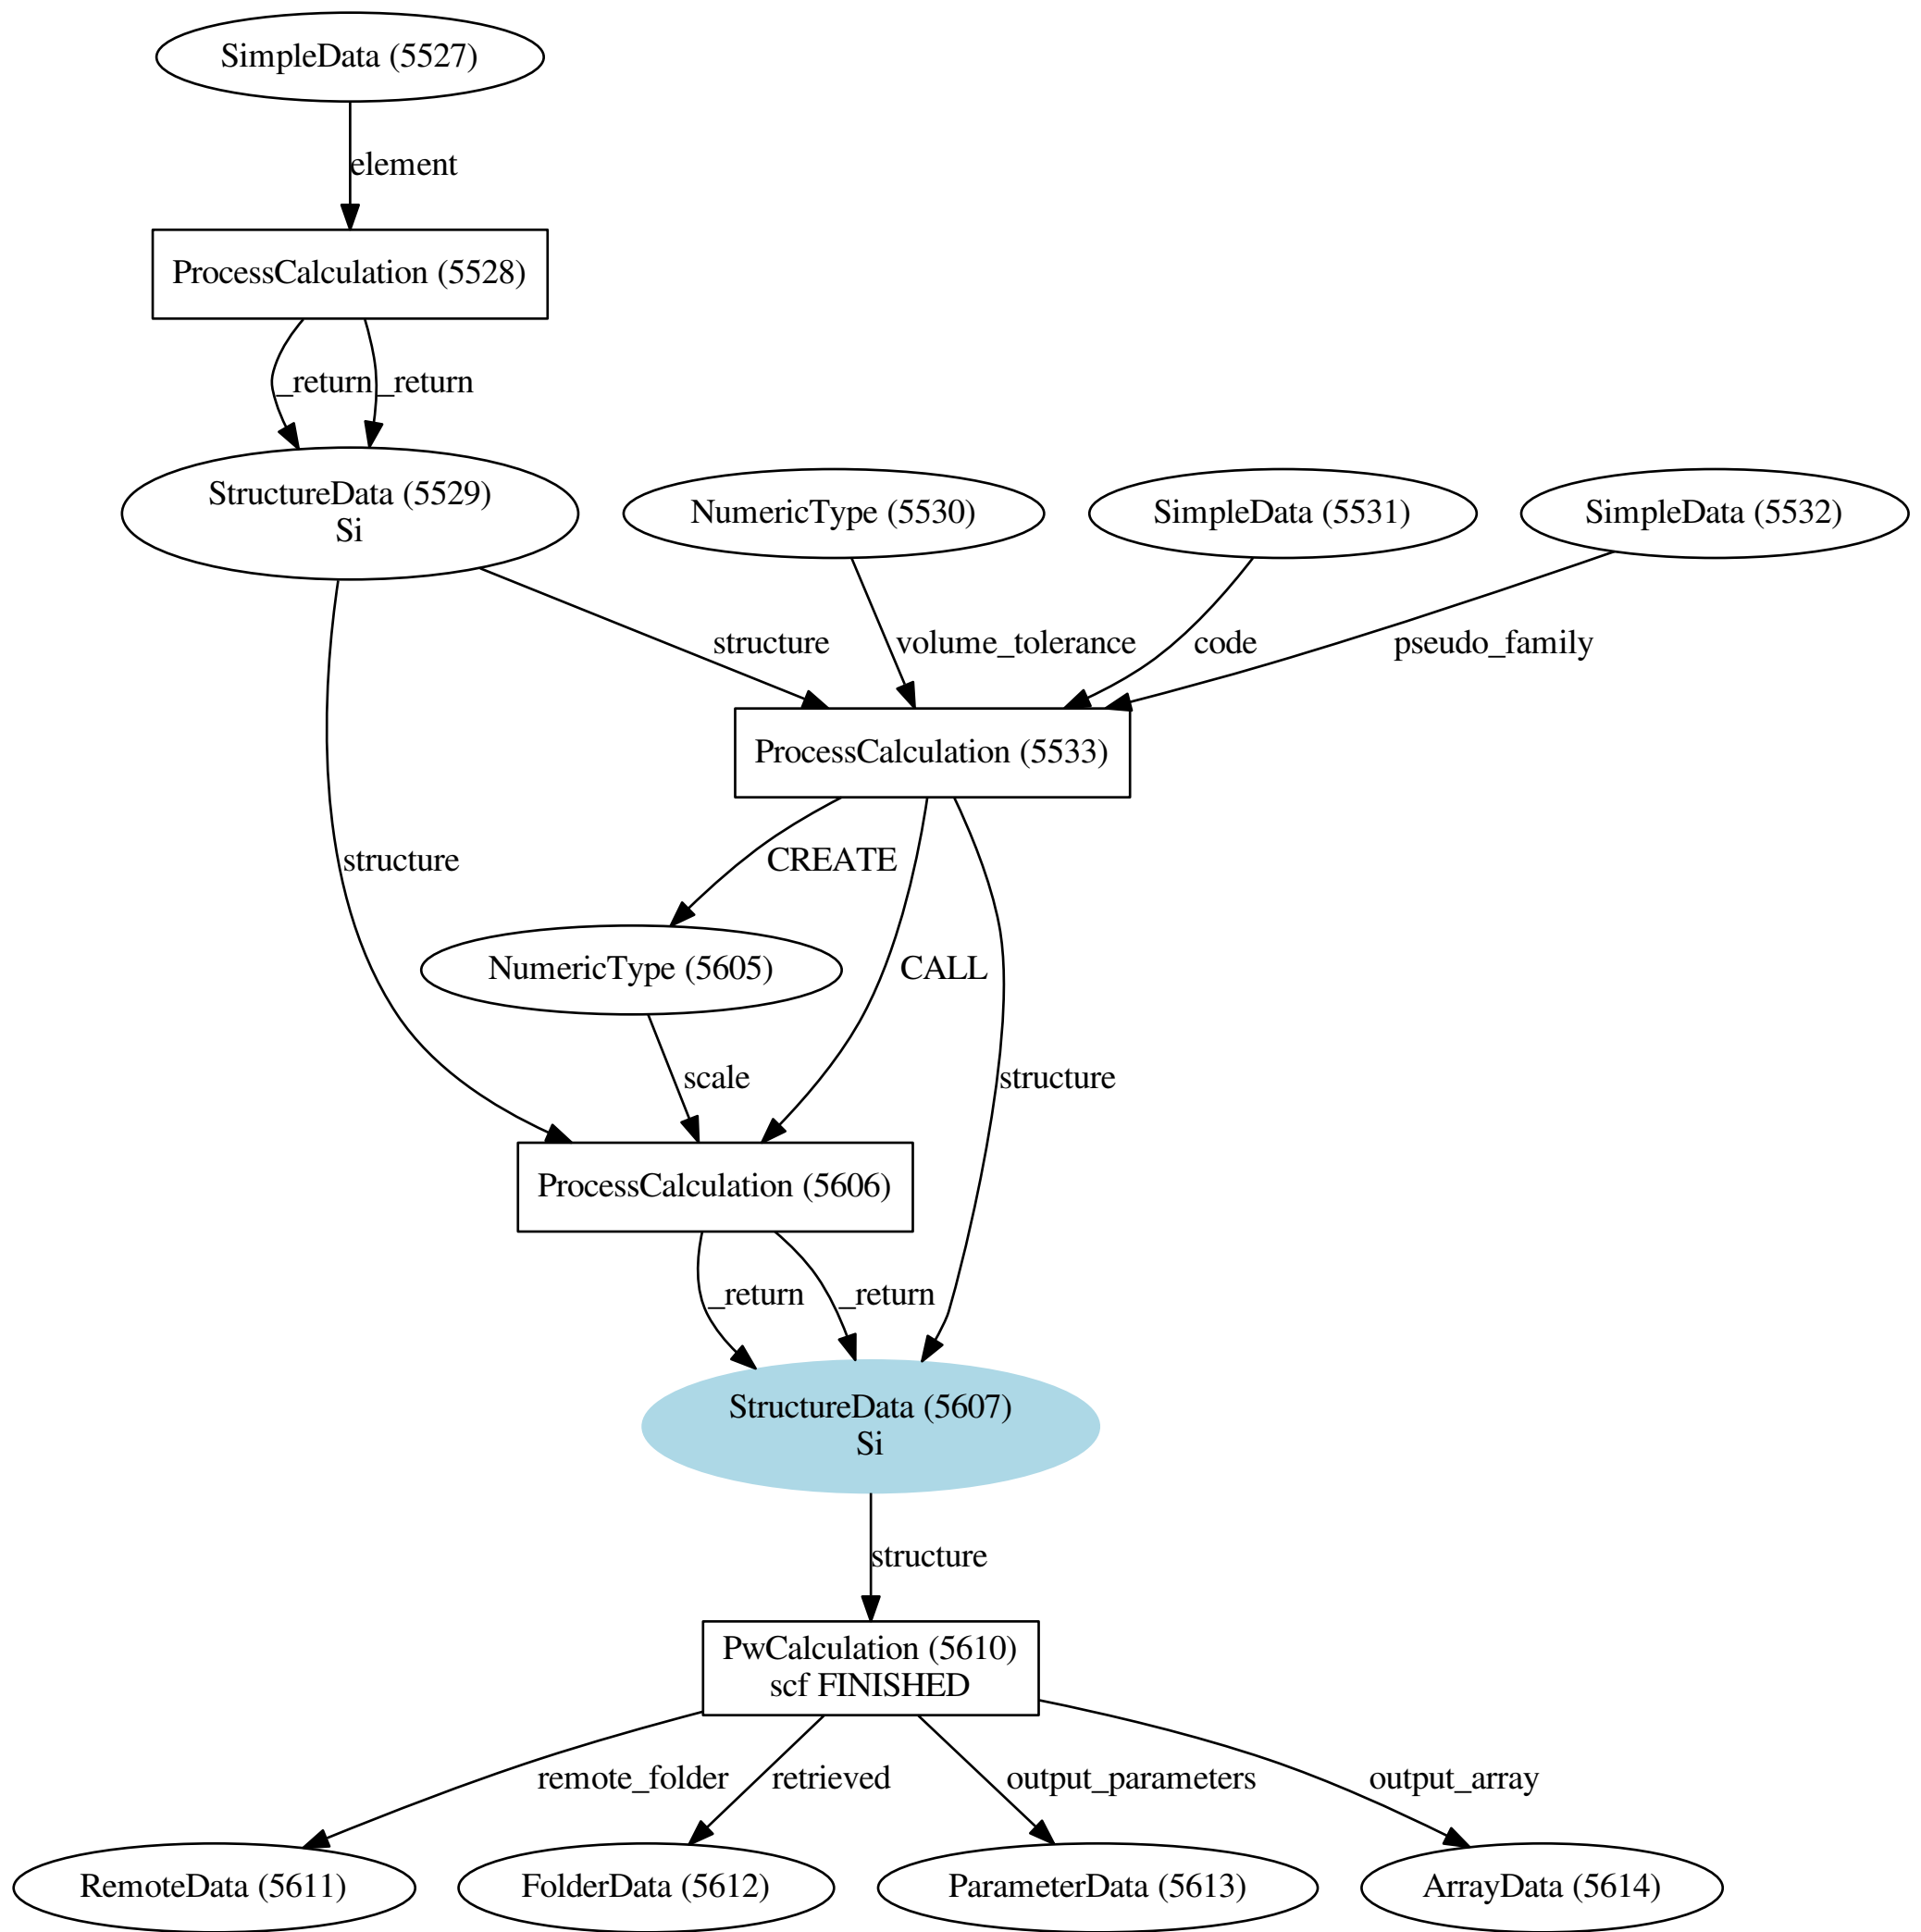 SimpleData (5527)
element
ProcessCalculation (5528)
_return
_return
StructureData (5529)
Si
NumericType (5530)
SimpleData (5531)
SimpleData (5532)
structure
volume_tolerance
code
pseudo_family
ProcessCalculation (5533)
structure
CREATE
NumericType (5605)
CALL
scale
structure
ProcessCalculation (5606)
_return
_return
StructureData (5607)
Si
structure
PwCalculation (5610)
scf FINISHED
remote_folder
retrieved
output_parameters
output_array
RemoteData (5611)
FolderData (5612)
ParameterData (5613)
ArrayData (5614)